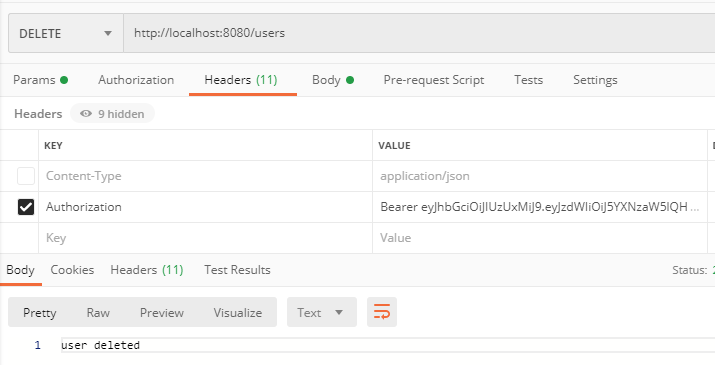 DELETE http://localhost:8080/users
Params Authorization Headers (11) Body Pre-request Script Tests Settings
Headers 9 hidden
KEY VALUE
Content-Type application/json
Authorization Bearer eyJhbGciOiJIUzUxMiJ9.eyJzdWIiOiJ5YXNzaW5lQH ...
Key Value
Body Cookies Headers (11) Test Results Status:
Pretty Raw Preview Visualize Text
1 user deleted